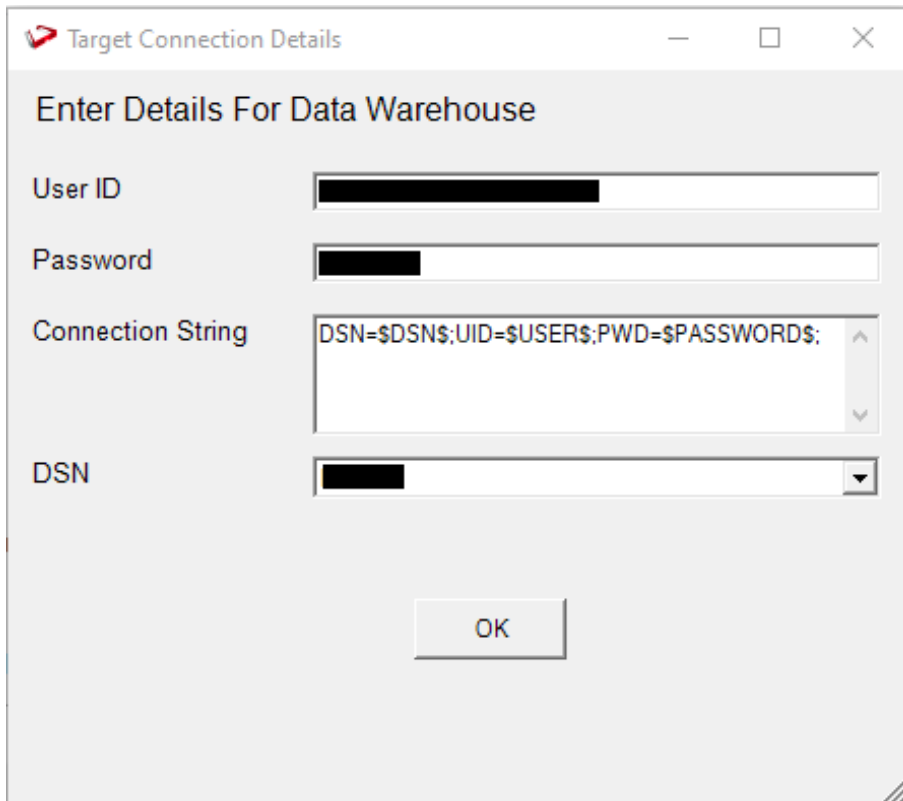 Target Connection Details
Enter Details For Data Warehouse
User ID
Password
Connection String
DSN=$DSN$;UID=$USER$;PWD=$PASSWORD$;
DSN
OK